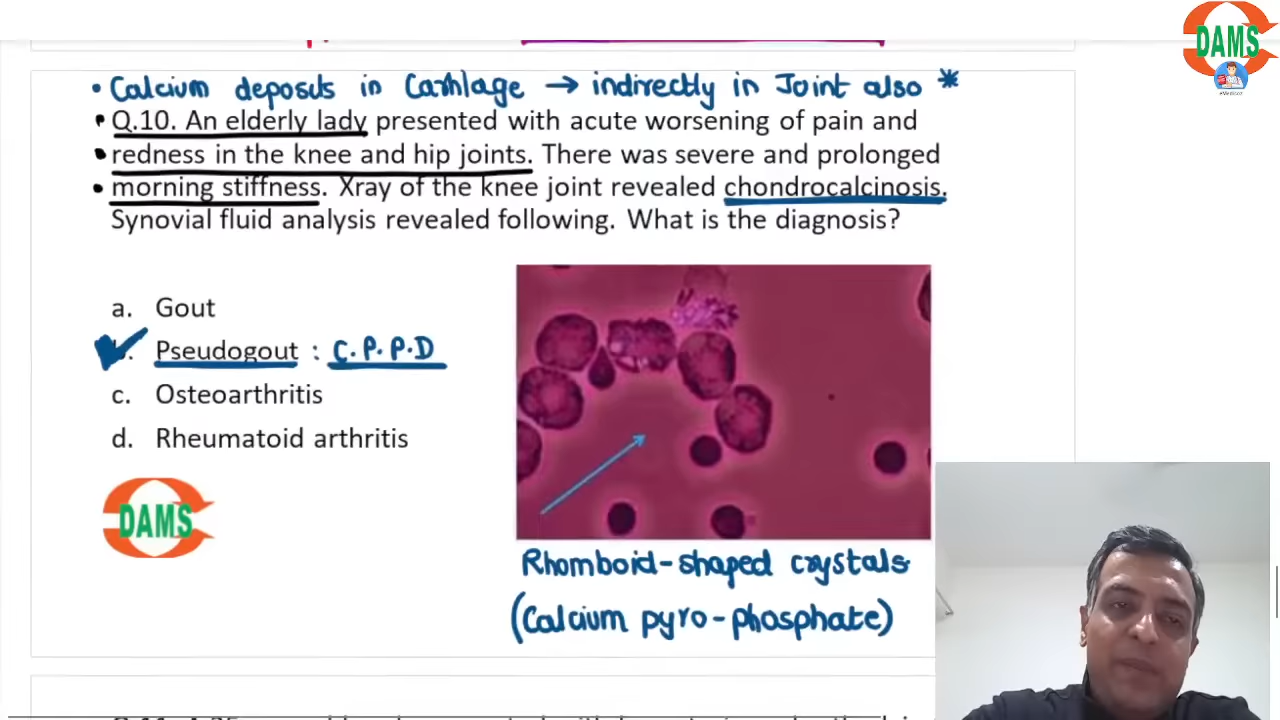 DAMS
eMedicoz
• Calcium deposits in Cartilage → indirectly in Joint also *
• Q.10. An elderly lady presented with acute worsening of pain and
• redness in the knee and hip joints. There was severe and prolonged
• morning stiffness. Xray of the knee joint revealed chondrocalcinosis.
Synovial fluid analysis revealed following. What is the diagnosis?
a. Gout
b. Pseudogout : C.P.P.D
c. Osteoarthritis
d. Rheumatoid arthritis
DAMS
Rhomboid-shaped crystals
(Calcium pyro-phosphate)